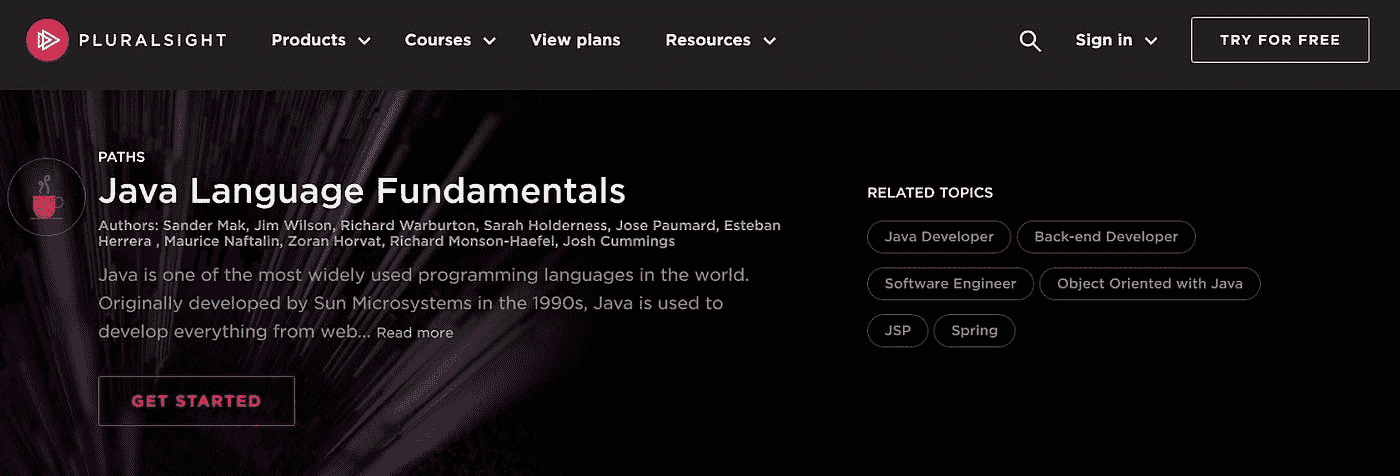 PLURALSIGHT Products Courses View plans Resources Sign in TRY FOR FREE
PATHS
Java Language Fundamentals
Authors: Sander Mak, Jim Wilson, Richard Warburton, Sarah Holderness, Jose Paumard, Esteban
Herrera , Maurice Naftalin, Zoran Horvat, Richard Monson-Haefel, Josh Cummings
Java is one of the most widely used programming languages in the world.
Originally developed by Sun Microsystems in the 1990s, Java is used to
develop everything from web... Read more
GET STARTED
RELATED TOPICS
Java Developer Back-end Developer
Software Engineer Object Oriented with Java
JSP Spring